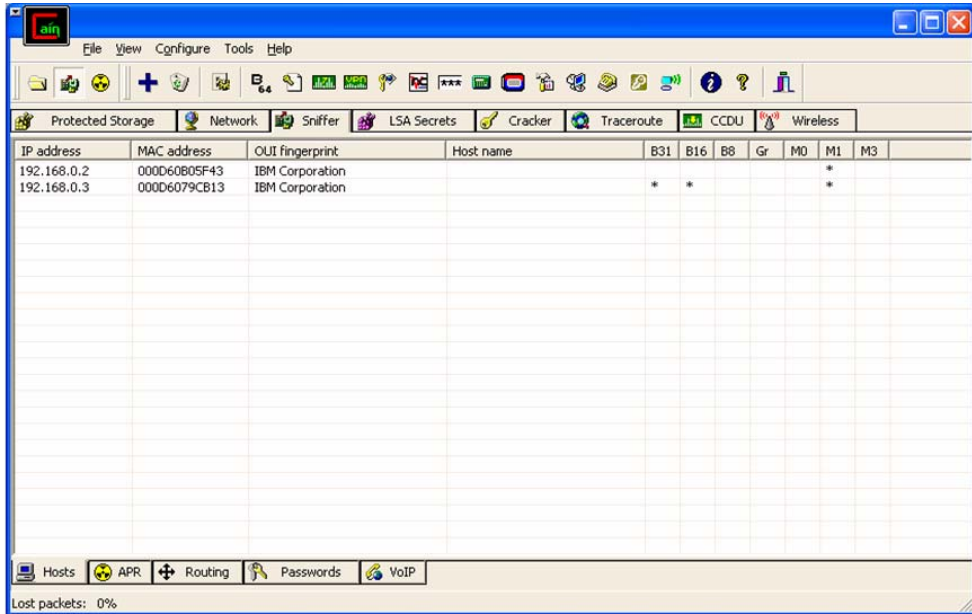 Caín
File View Configure Tools Help
B64
Protected Storage Network Sniffer LSA Secrets Cracker Traceroute CCDU Wireless
IP address MAC address OUI fingerprint Host name B31 B16 B8 Gr M0 M1 M3
192.168.0.2 000D60B05F43 IBM Corporation *
192.168.0.3 000D6079CB13 IBM Corporation * * *
Hosts APR Routing Passwords VoIP
Lost packets: 0%